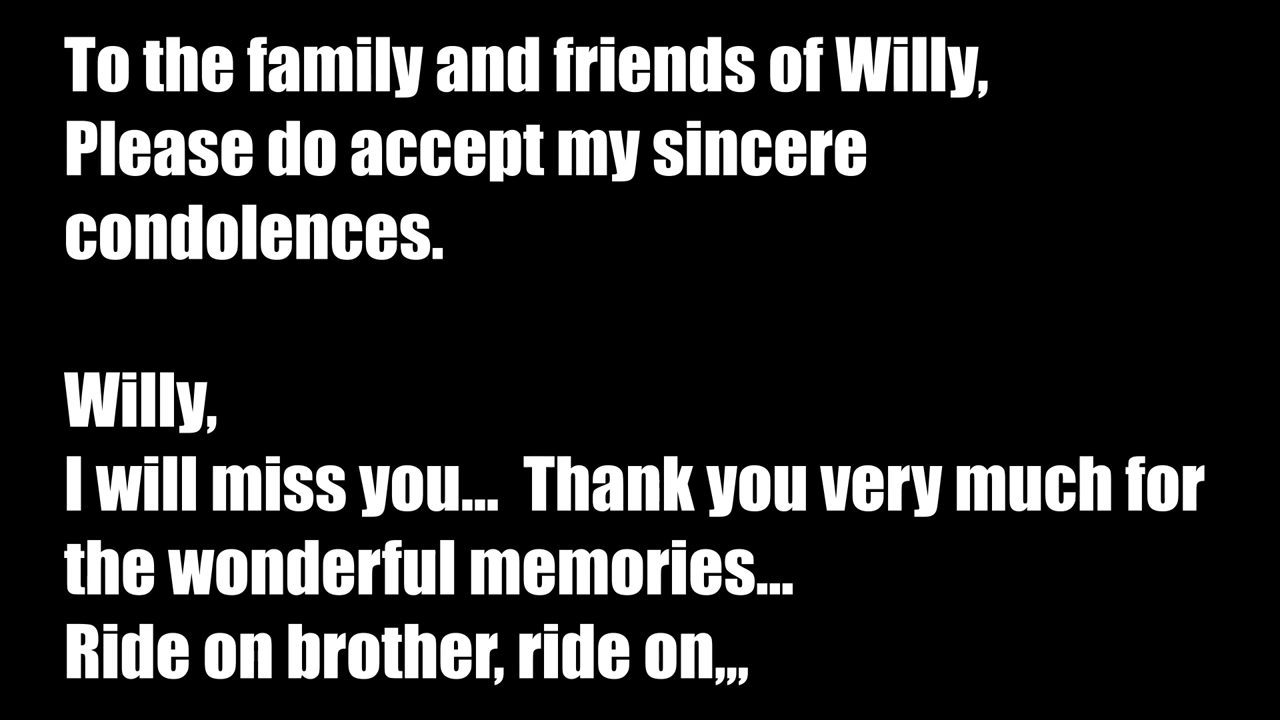 To the family and friends of Willy,
Please do accept my sincere
condolences.
Willy,
I will miss you...  Thank you very much for
the wonderful memories...
Ride on brother, ride on,,,